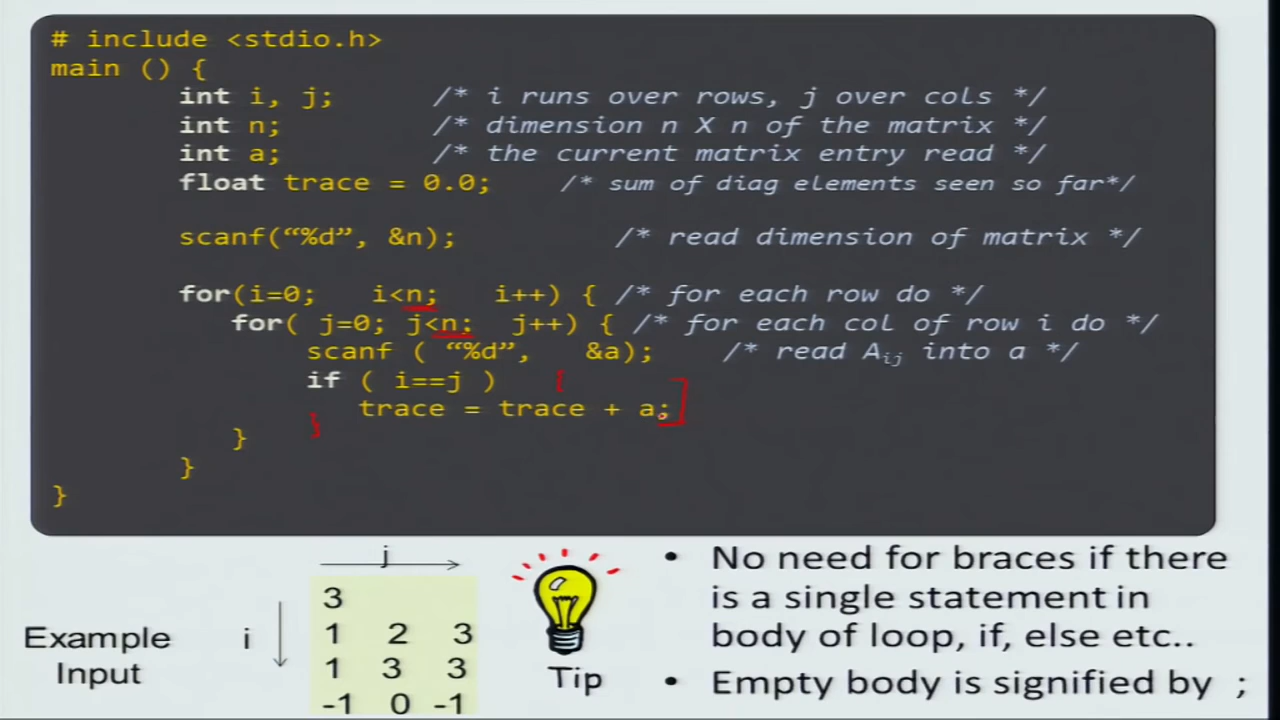 # include <stdio.h>
main () {
int i, j; /* i runs over rows, j over cols */
int n; /* dimension n X n of the matrix */
int a; /* the current matrix entry read */
float trace = 0.0; /* sum of diag elements seen so far*/
scanf(“%d”, &n); /* read dimension of matrix */
for(i=0; i<n; i++) { /* for each row do */
for( j=0; j<n; j++) { /* for each col of row i do */
scanf ( “%d”, &a); /* read Aij into a */
if ( i==j ) {
trace = trace + a;
}
}
}
}
j
3
1 2 3
1 3 3
-1 0 -1
i
Example
Input
Tip
• No need for braces if there
is a single statement in
body of loop, if, else etc..
• Empty body is signified by ;